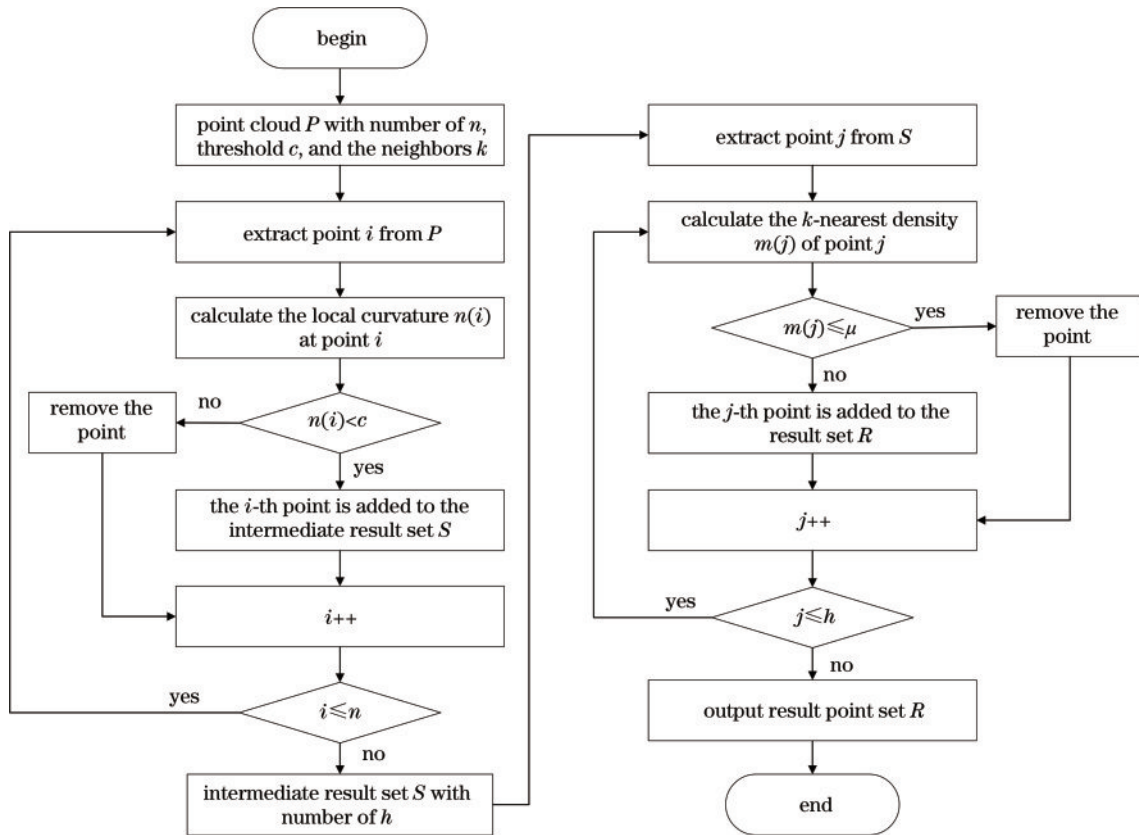 begin
point cloud P with number of n,
threshold c, and the neighbors k
extract point i from P
calculate the local curvature n(i)
at point i
n(i)<c
no
remove the
point
yes
the i-th point is added to the
intermediate result set S
i++
i≤n
yes
no
intermediate result set S with
number of h
extract point j from S
calculate the k-nearest density
m(j) of point j
m(j)≤μ
yes
remove the
point
no
the j-th point is added to the
result set R
j++
j≤h
yes
no
output result point set R
end